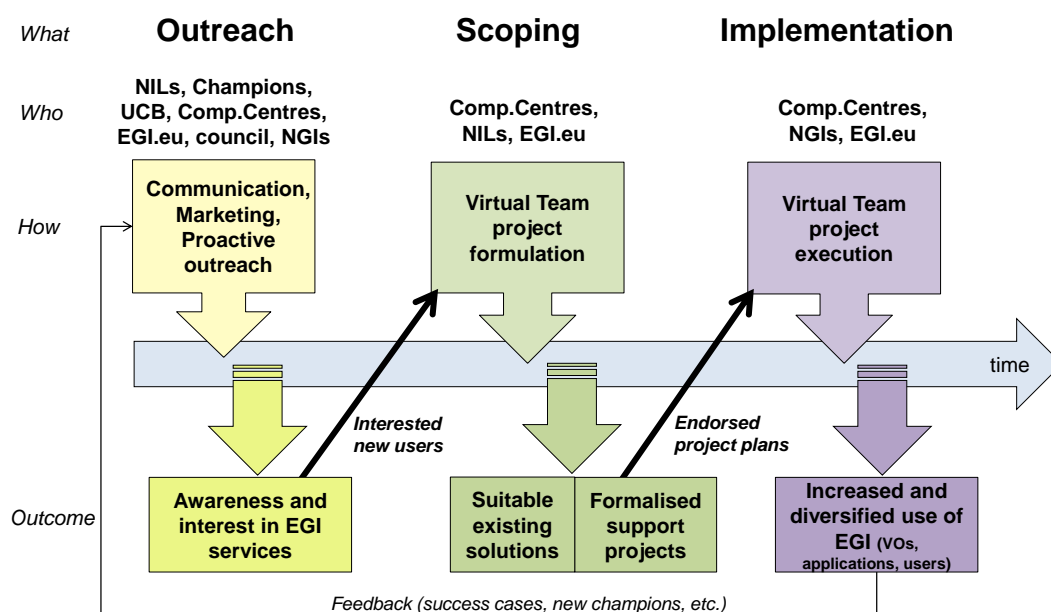 What
Outreach
Scoping
Implementation
Who
NILs, Champions,
UCB, Comp.Centres,
EGI.eu, council, NGIs
Comp.Centres,
NILs, EGI.eu
Comp.Centres,
NGIs, EGI.eu
How
Communication,
Marketing,
Proactive
outreach
Virtual Team
project
formulation
Virtual Team
project
execution
time
Interested
new users
Endorsed
project plans
Outcome
Awareness and
interest in EGI
services
Suitable
existing
solutions
Formalised
support
projects
Increased and
diversified use of
EGI (VOs,
applications, users)
Feedback (success cases, new champions, etc.)